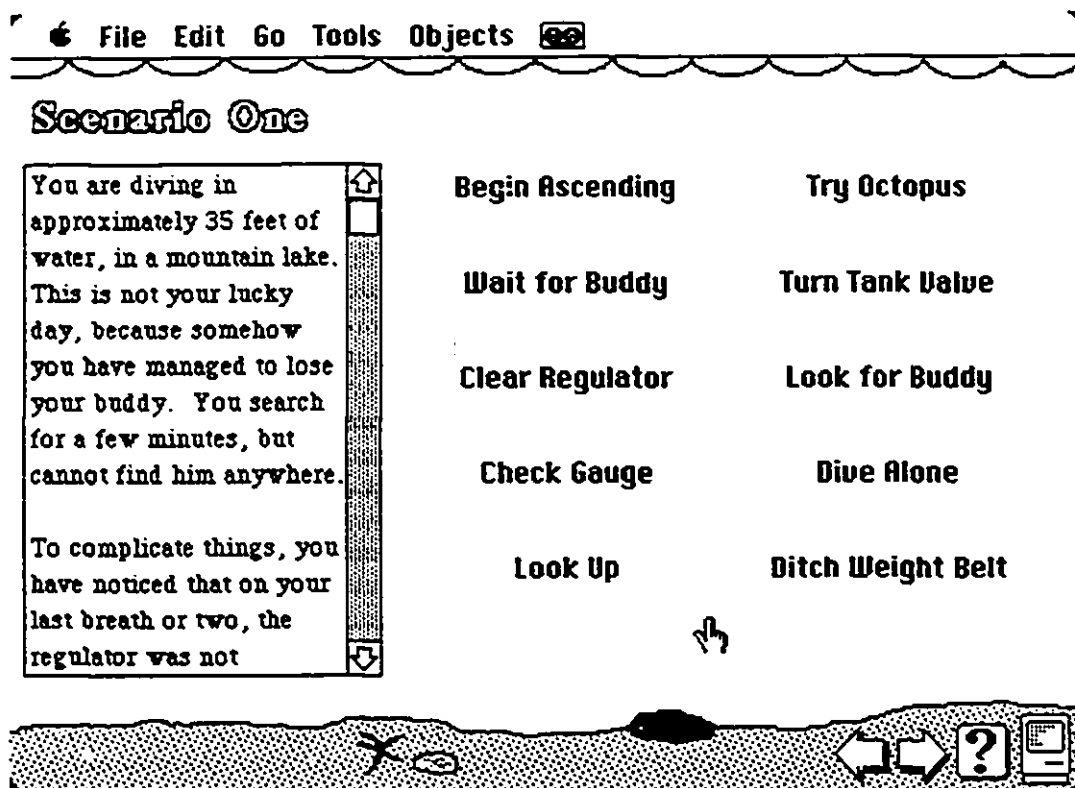 File Edit Go Tools Objects
Scenario One
You are diving in
approximately 35 feet of
water, in a mountain lake.
This is not your lucky
day, because somehow
you have managed to lose
your buddy. You search
for a few minutes, but
cannot find him anywhere.
To complicate things, you
have noticed that on your
last breath or two, the
regulator was not
Begin Ascending
Try Octopus
Wait for Buddy
Turn Tank Valve
Clear Regulator
Look for Buddy
Check Gauge
Dive Alone
Look Up
Ditch Weight Belt
?